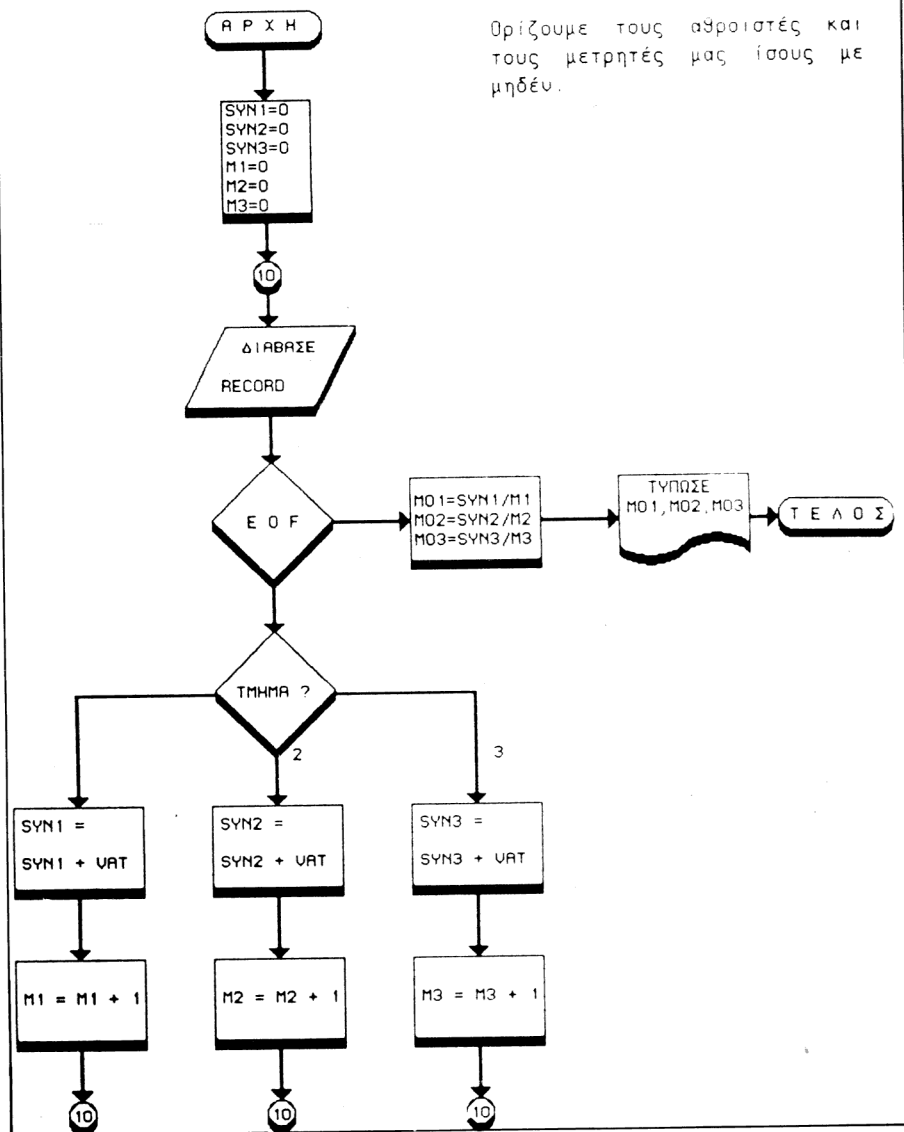 Α Ρ Χ Η
Ορίζουμε τους αθροιστές και
τους μετρητές μας ίσους με
μηδέν.
SYN1=0
SYN2=0
SYN3=0
M1=0
M2=0
M3=0
10
ΔΙΑΒΑΣΕ
RECORD
E O F
MO1=SYN1/M1
MO2=SYN2/M2
MO3=SYN3/M3
ΤΥΠΩΣΕ
MO1,MO2,MO3
Τ Ε Λ Ο Σ
ΤΜΗΜΑ ?
2
3
SYN1 =
SYN1 + VAT
SYN2 =
SYN2 + VAT
SYN3 =
SYN3 + VAT
M1 = M1 + 1
M2 = M2 + 1
M3 = M3 + 1
10
10
10